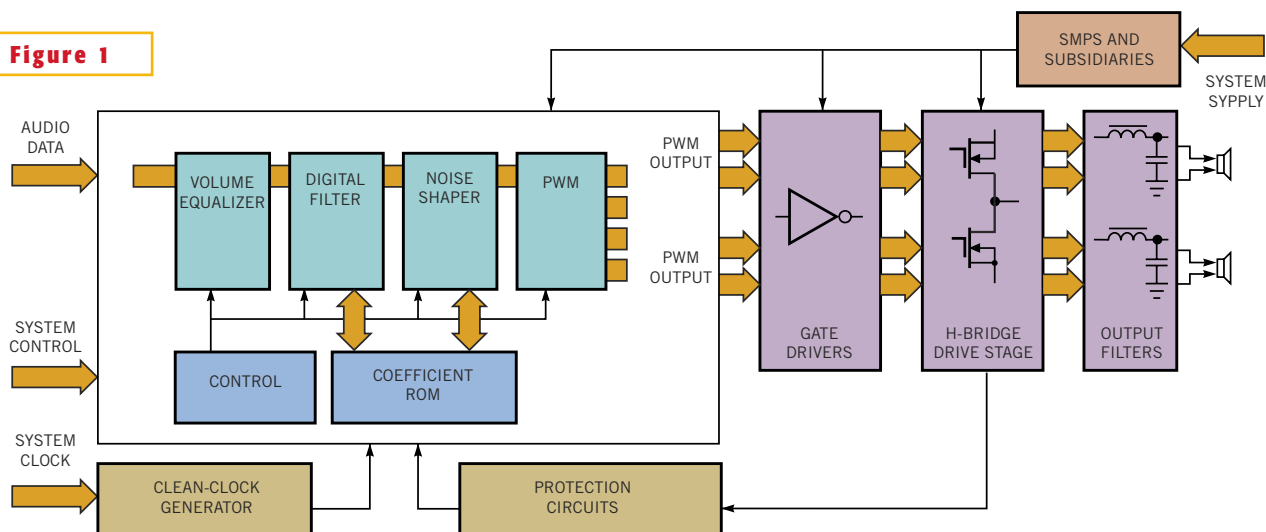 Figure 1
SMPS AND
SUBSIDIARIES
SYSTEM
SYPPLY
AUDIO
DATA
VOLUME
EQUALIZER
DIGITAL
FILTER
NOISE
SHAPER
PWM
PWM
OUTPUT
PWM
OUTPUT
GATE
DRIVERS
H-BRIDGE
DRIVE STAGE
OUTPUT
FILTERS
SYSTEM
CONTROL
CONTROL
COEFFICIENT
ROM
SYSTEM
CLOCK
CLEAN-CLOCK
GENERATOR
PROTECTION
CIRCUITS